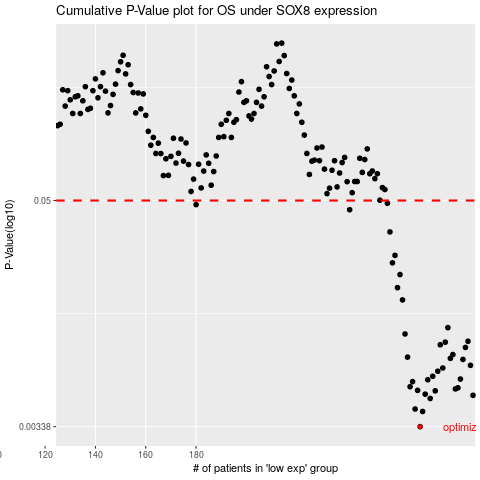 Cumulative P-Value plot for OS under SOX8 expression
P-Value(log10)
0.05
0.00338
optimiz
0
120
140
160
180
# of patients in 'low exp' group